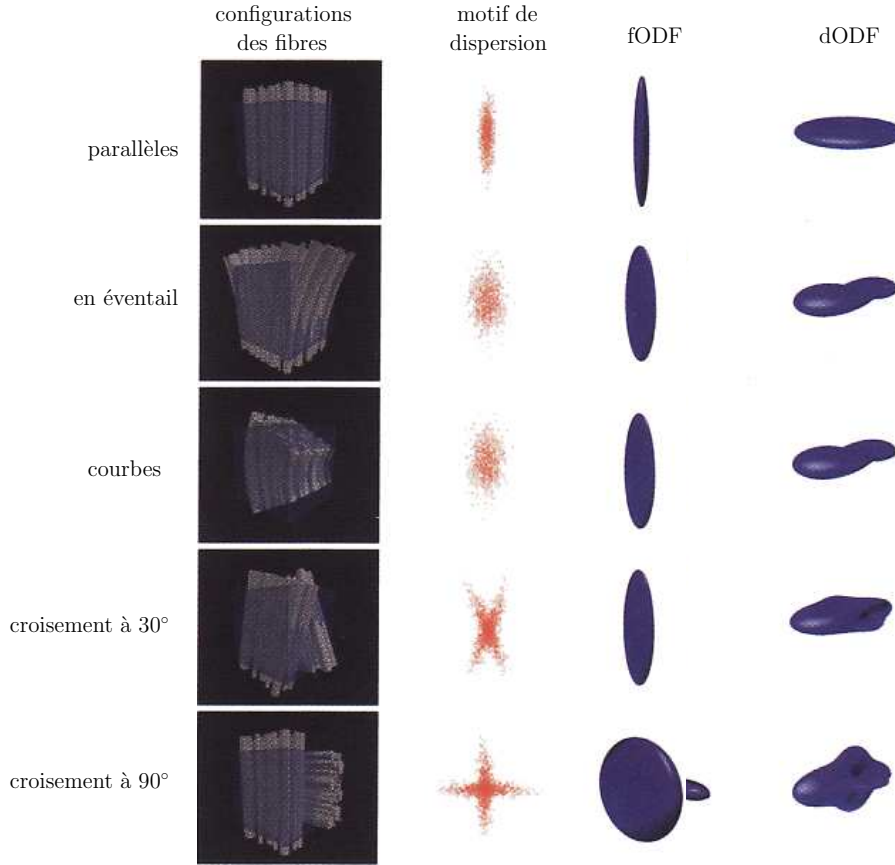 configurations
des fibres
motif de
dispersion
fODF
dODF
parallèles
en éventail
courbes
croisement à 30°
croisement à 90°